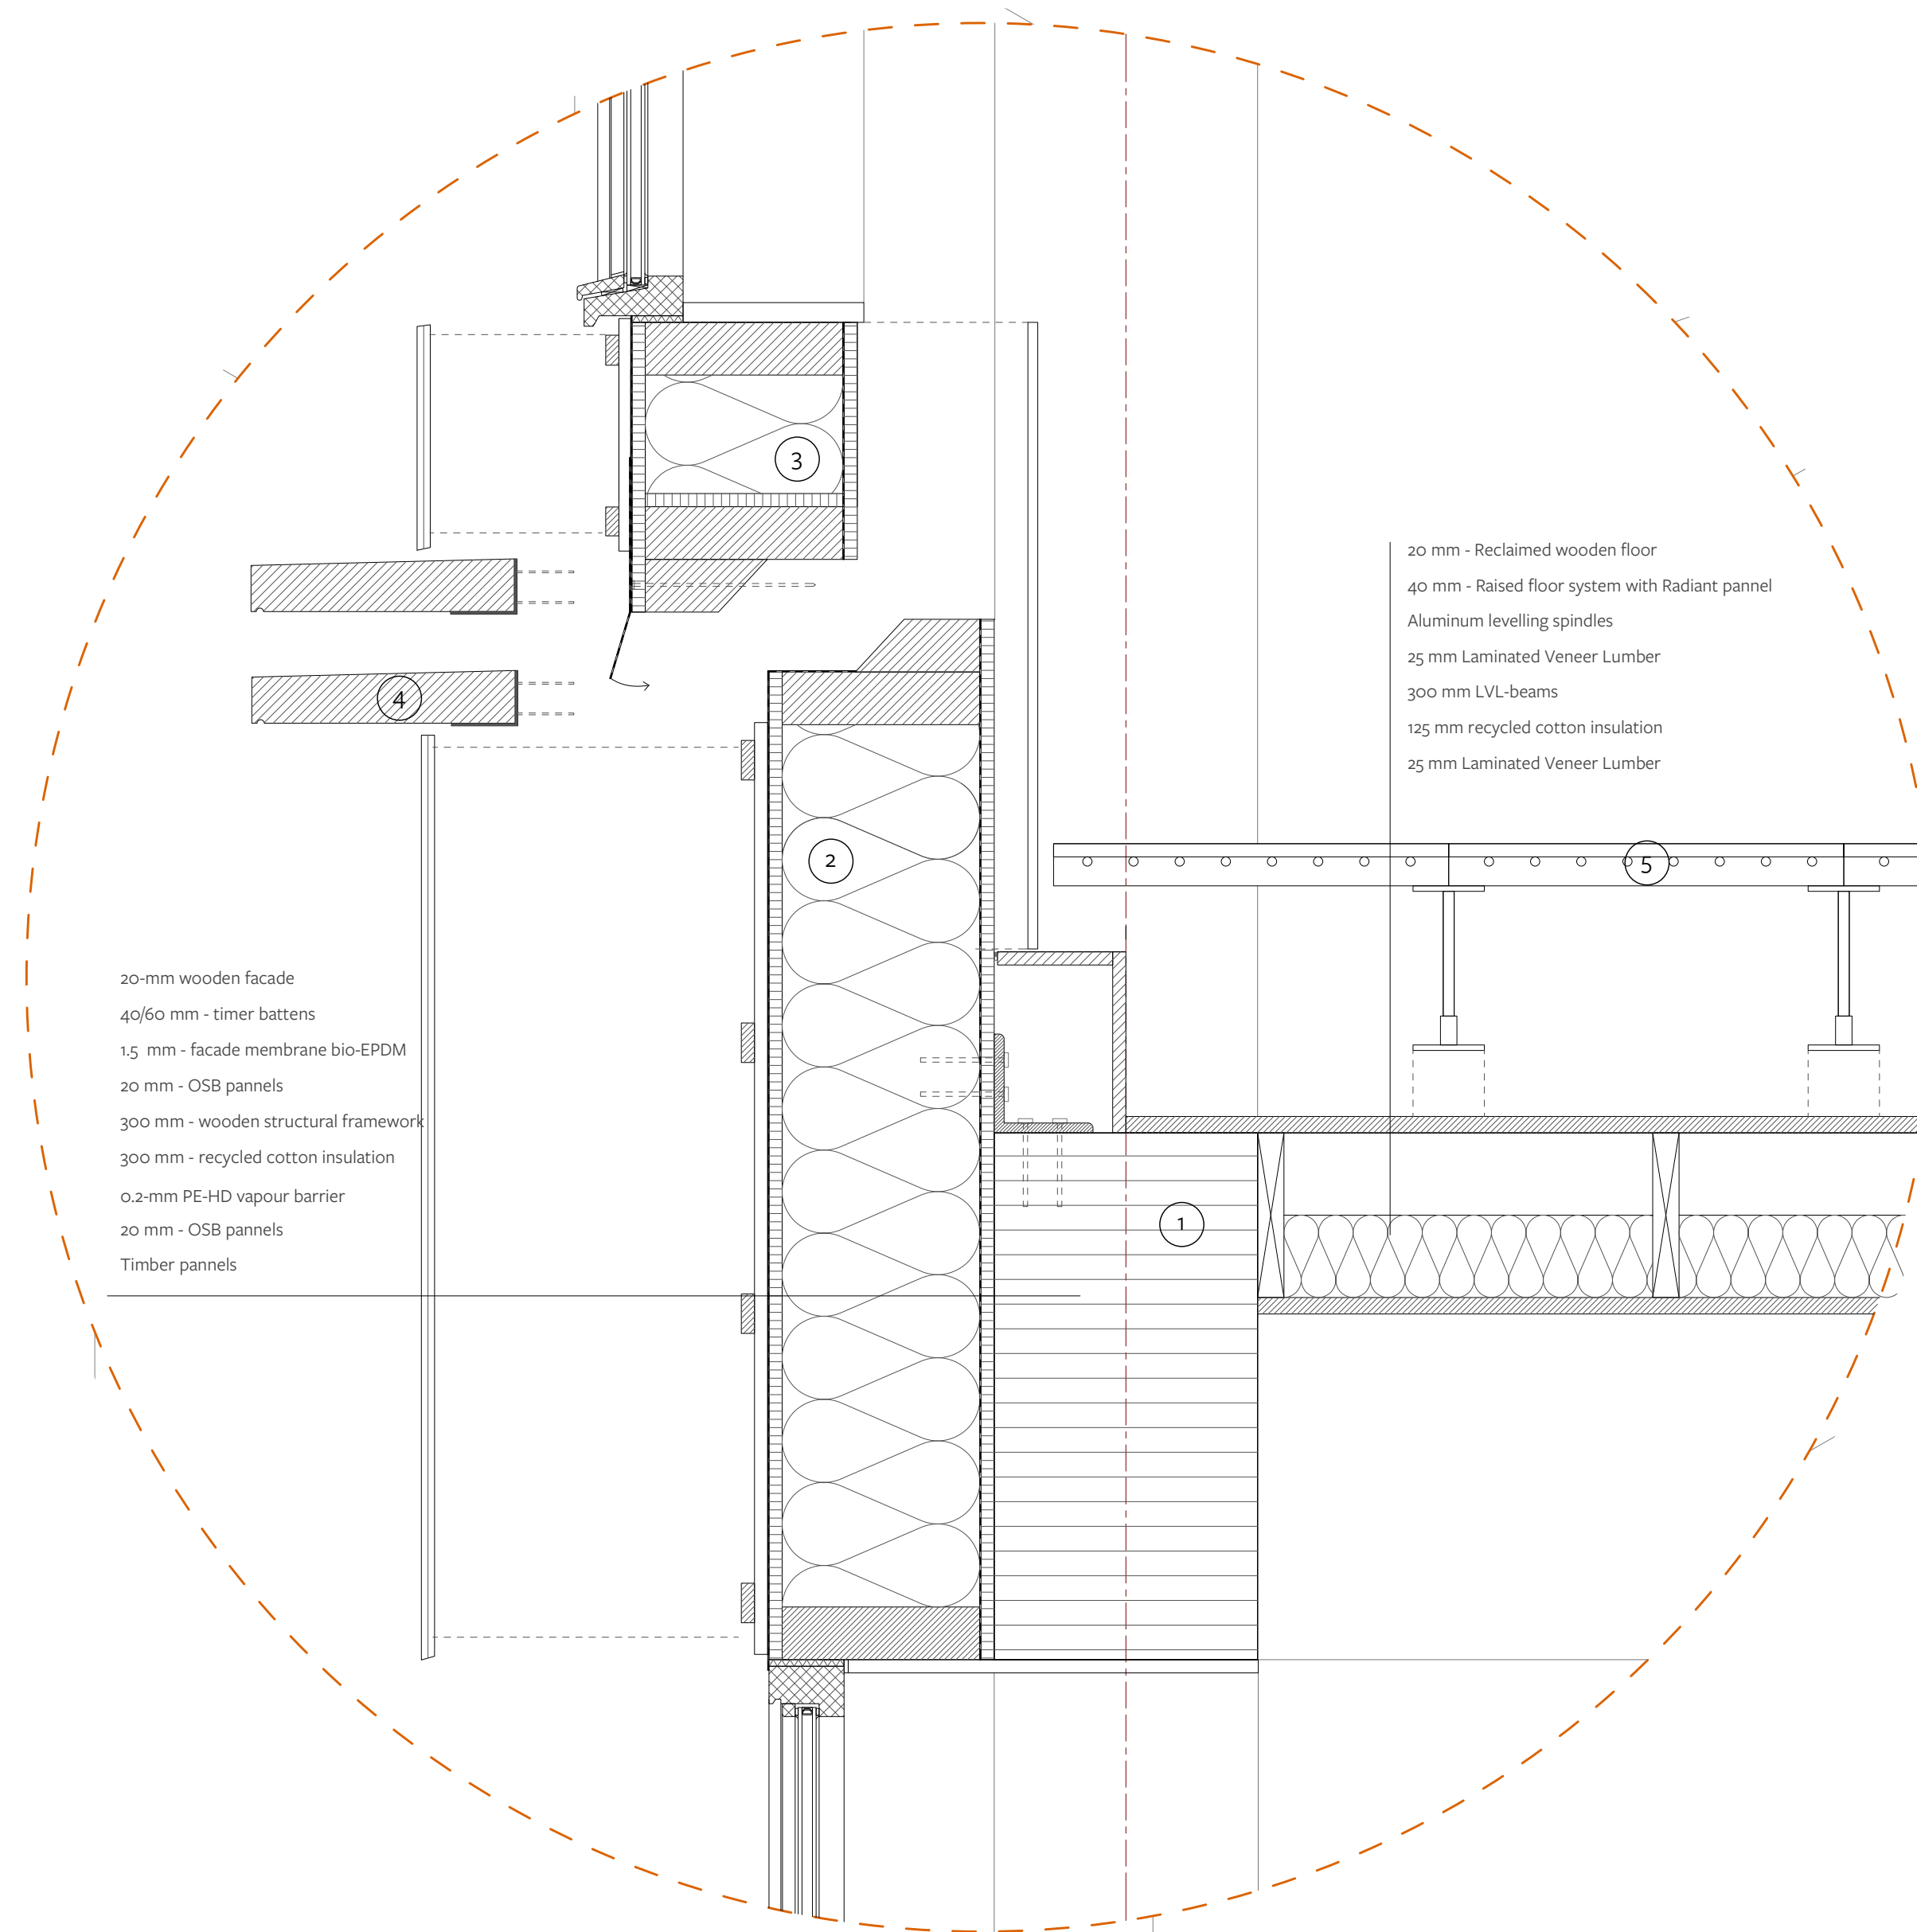 3
20 mm - Reclaimed wooden floor
40 mm - Raised floor system with Radiant pannel
Aluminum levelling spindles
25 mm Laminated Veneer Lumber
300 mm LVL-beams
125 mm recycled cotton insulation
25 mm Laminated Veneer Lumber
4
2
5
20-mm wooden facade
40/60 mm - timer battens
1.5 mm - facade membrane bio-EPDM
20 mm - OSB pannels
300 mm - wooden structural framework
300 mm - recycled cotton insulation
0.2-mm PE-HD vapour barrier
20 mm - OSB pannels
Timber pannels
1